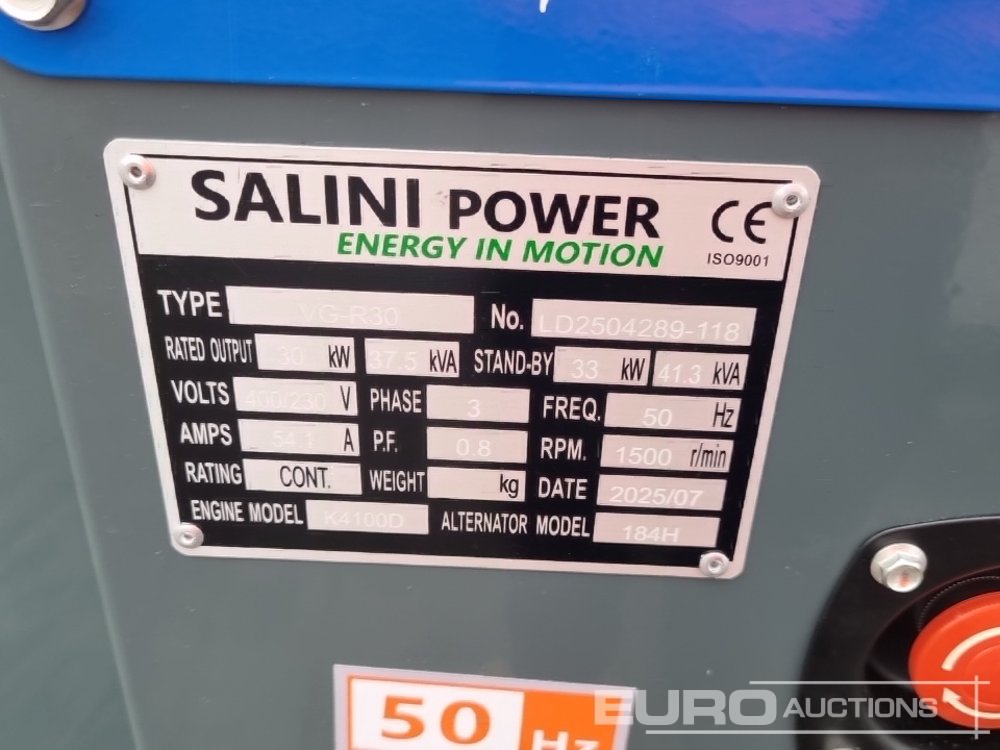 SALINI POWER
CE
ENERGY IN MOTION
ISO9001
TYPE VG-R30 No. LD2504289-118
RATED OUTPUT 30 kW 37.5 kVA STAND-BY 33 kW 41.3 kVA
VOLTS 400/230 V PHASE 3 FREQ. 50 Hz
AMPS 54.1 A P.F. 0.8 RPM. 1500 r/min
RATING CONT. WEIGHT kg DATE 2025/07
ENGINE MODEL K4100D ALTERNATOR MODEL 184H
50 Hz
EURO AUCTIONS